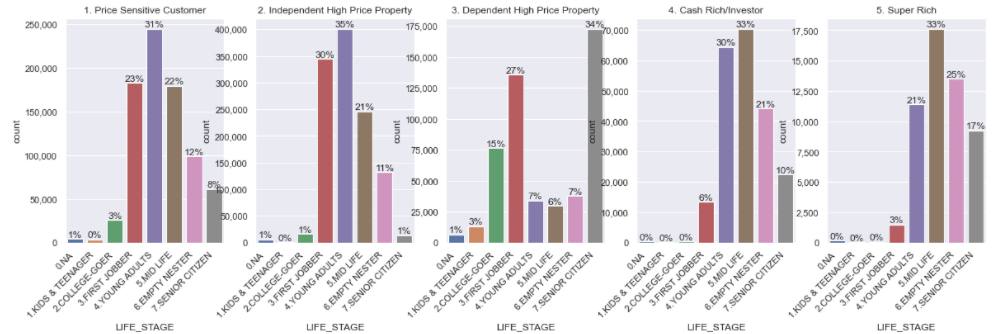 1. Price Sensitive Customer
250,000
200,000
150,000
100,000
50,000
0
count
1%
0%
3%
23%
31%
22%
12%
8%
0.NA
1.KIDS & TEENAGER
2.COLLEGE-GOER
3.FIRST JOBBER
4.YOUNG ADULTS
5.MID LIFE
6.EMPTY NESTER
7.SENIOR CITIZEN
LIFE_STAGE
2. Independent High Price Property
400,000
350,000
300,000
250,000
200,000
150,000
100,000
50,000
0
count
1%
0%
1%
30%
35%
21%
11%
1%
0.NA
1.KIDS & TEENAGER
2.COLLEGE-GOER
3.FIRST JOBBER
4.YOUNG ADULTS
5.MID LIFE
6.EMPTY NESTER
7.SENIOR CITIZEN
LIFE_STAGE
3. Dependent High Price Property
175,000
150,000
125,000
100,000
75,000
50,000
25,000
0
count
1%
3%
15%
27%
7%
6%
7%
34%
0.NA
1.KIDS & TEENAGER
2.COLLEGE-GOER
3.FIRST JOBBER
4.YOUNG ADULTS
5.MID LIFE
6.EMPTY NESTER
7.SENIOR CITIZEN
LIFE_STAGE
4. Cash Rich/Investor
70,000
60,000
50,000
40,000
30,000
20,000
10,000
0
count
0%
0%
0%
6%
30%
33%
21%
10%
0.NA
1.KIDS & TEENAGER
2.COLLEGE-GOER
3.FIRST JOBBER
4.YOUNG ADULTS
5.MID LIFE
6.EMPTY NESTER
7.SENIOR CITIZEN
LIFE_STAGE
5. Super Rich
17,500
15,000
12,500
10,000
7,500
5,000
2,500
0
count
0%
0%
0%
3%
21%
33%
25%
17%
0.NA
1.KIDS & TEENAGER
2.COLLEGE-GOER
3.FIRST JOBBER
4.YOUNG ADULTS
5.MID LIFE
6.EMPTY NESTER
7.SENIOR CITIZEN
LIFE_STAGE